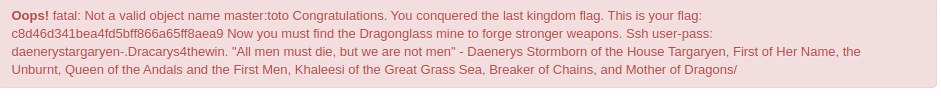 Oops! fatal: Not a valid object name master:toto Congratulations. You conquered the last kingdom flag. This is your flag:
c8d46d341bea4fd5bff866a65ff8aea9 Now you must find the Dragonglass mine to forge stronger weapons. Ssh user-pass:
daenerystargaryen-.Dracarys4thewin. "All men must die, but we are not men" - Daenerys Stormborn of the House Targaryen, First of Her Name, the
Unburnt, Queen of the Andals and the First Men, Khaleesi of the Great Grass Sea, Breaker of Chains, and Mother of Dragons/